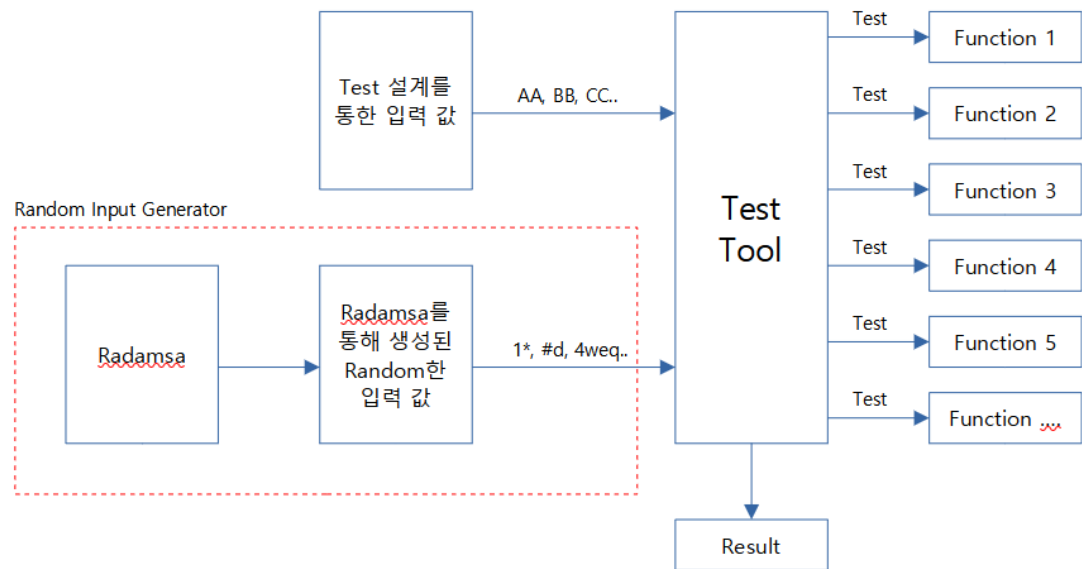 Test 설계를
통한 입력 값
AA, BB, CC..
Random Input Generator
Radamsa
Radamsa를
통해 생성된
Random한
입력 값
1*, #d, 4weq..
Test
Tool
Test
Function 1
Test
Function 2
Test
Function 3
Test
Function 4
Test
Function 5
Test
Function ....
Result